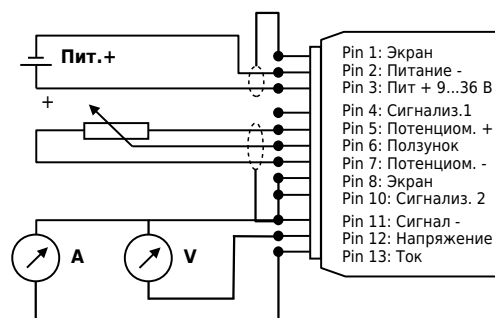 Пит.+
+
A
V
Pin 1: Экран
Pin 2: Питание -
Pin 3: Пит + 9...36 В
Pin 4: Сигнализ.1
Pin 5: Потенциом. +
Pin 6: Ползунок
Pin 7: Потенциом. -
Pin 8: Экран
Pin 10: Сигнализ. 2
Pin 11: Сигнал -
Pin 12: Напряжение
Pin 13: Ток